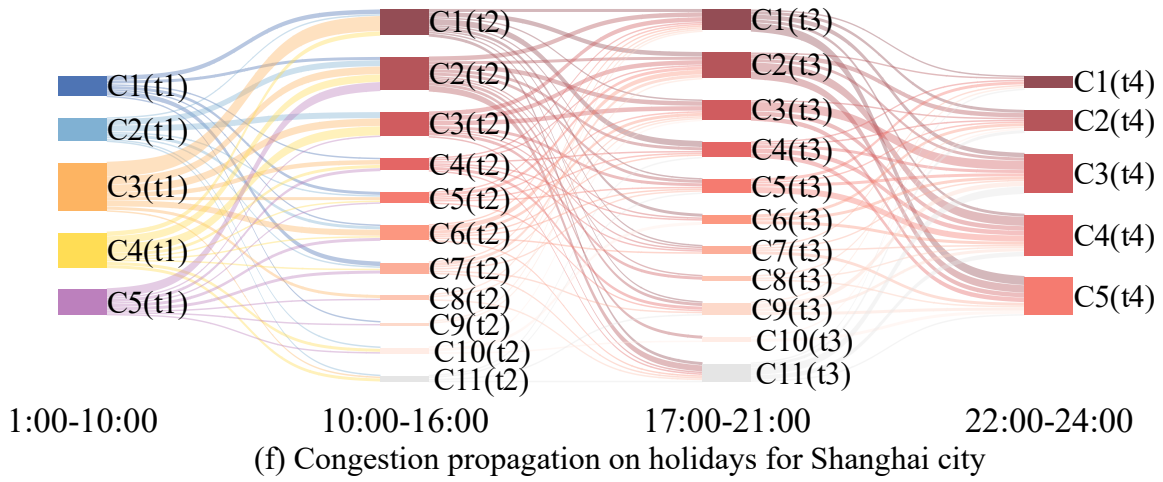 C1(t1)
C2(t1)
C3(t1)
C4(t1)
C5(t1)
C1(t2)
C2(t2)
C3(t2)
C4(t2)
C5(t2)
C6(t2)
C7(t2)
C8(t2)
C9(t2)
C10(t2)
C11(t2)
C1(t3)
C2(t3)
C3(t3)
C4(t3)
C5(t3)
C6(t3)
C7(t3)
C8(t3)
C9(t3)
C10(t3)
C11(t3)
C1(t4)
C2(t4)
C3(t4)
C4(t4)
C5(t4)
1:00-10:00 10:00-16:00 17:00-21:00 22:00-24:00
(f) Congestion propagation on holidays for Shanghai city